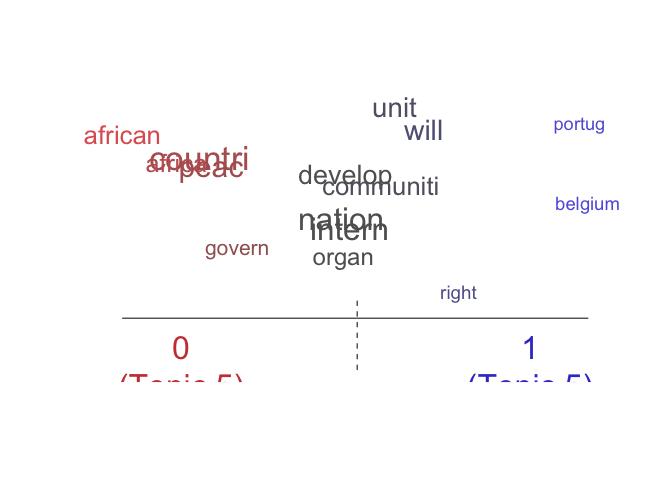 unit
portug
will
african
countri
africa
peac
develop
communiti
belgium
nation
intern
govern
organ
right
0 1
(Topic 5) (Topic 5)